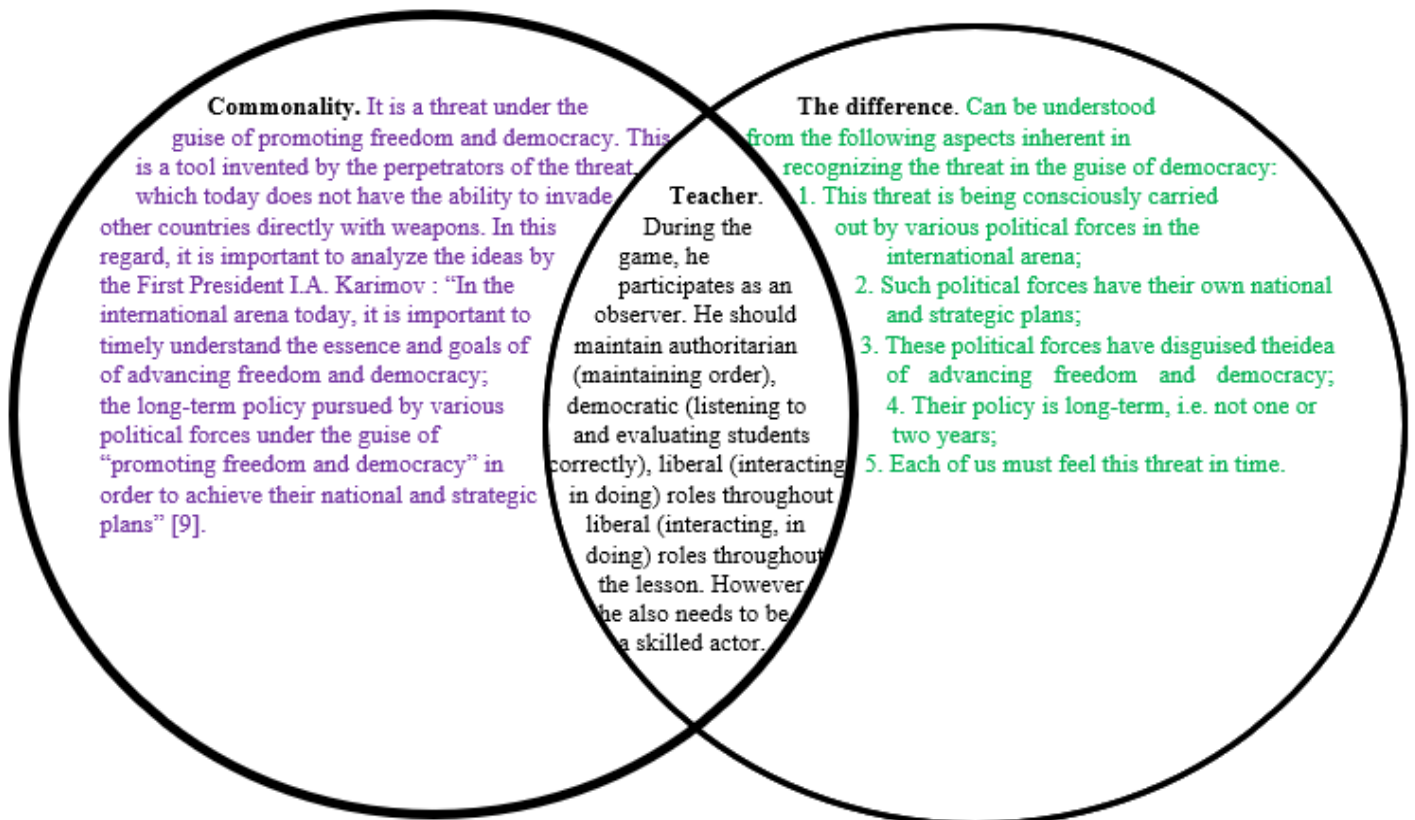 Commonality. It is a threat under the
guise of promoting freedom and democracy. This
is a tool invented by the perpetrators of the threat,
which today does not have the ability to invade
other countries directly with weapons. In this
regard, it is important to analyze the ideas by
the First President I.A. Karimov : “In the
international arena today, it is important to
timely understand the essence and goals of
of advancing freedom and democracy;
the long-term policy pursued by various
political forces under the guise of
“promoting freedom and democracy” in
order to achieve their national and strategic
plans” [9].
Teacher.
During the
game, he
participates as an
observer. He should
maintain authoritarian
(maintaining order),
democratic (listening to
and evaluating students
correctly), liberal (interacting
in doing) roles throughout
liberal (interacting, in
doing) roles throughout
the lesson. However
he also needs to be
a skilled actor.
The difference. Can be understood
from the following aspects inherent in
recognizing the threat in the guise of democracy:
1. This threat is being consciously carried
out by various political forces in the
international arena;
2. Such political forces have their own national
and strategic plans;
3. These political forces have disguised theidea
of advancing freedom and democracy;
4. Their policy is long-term, i.e. not one or
two years;
5. Each of us must feel this threat in time.